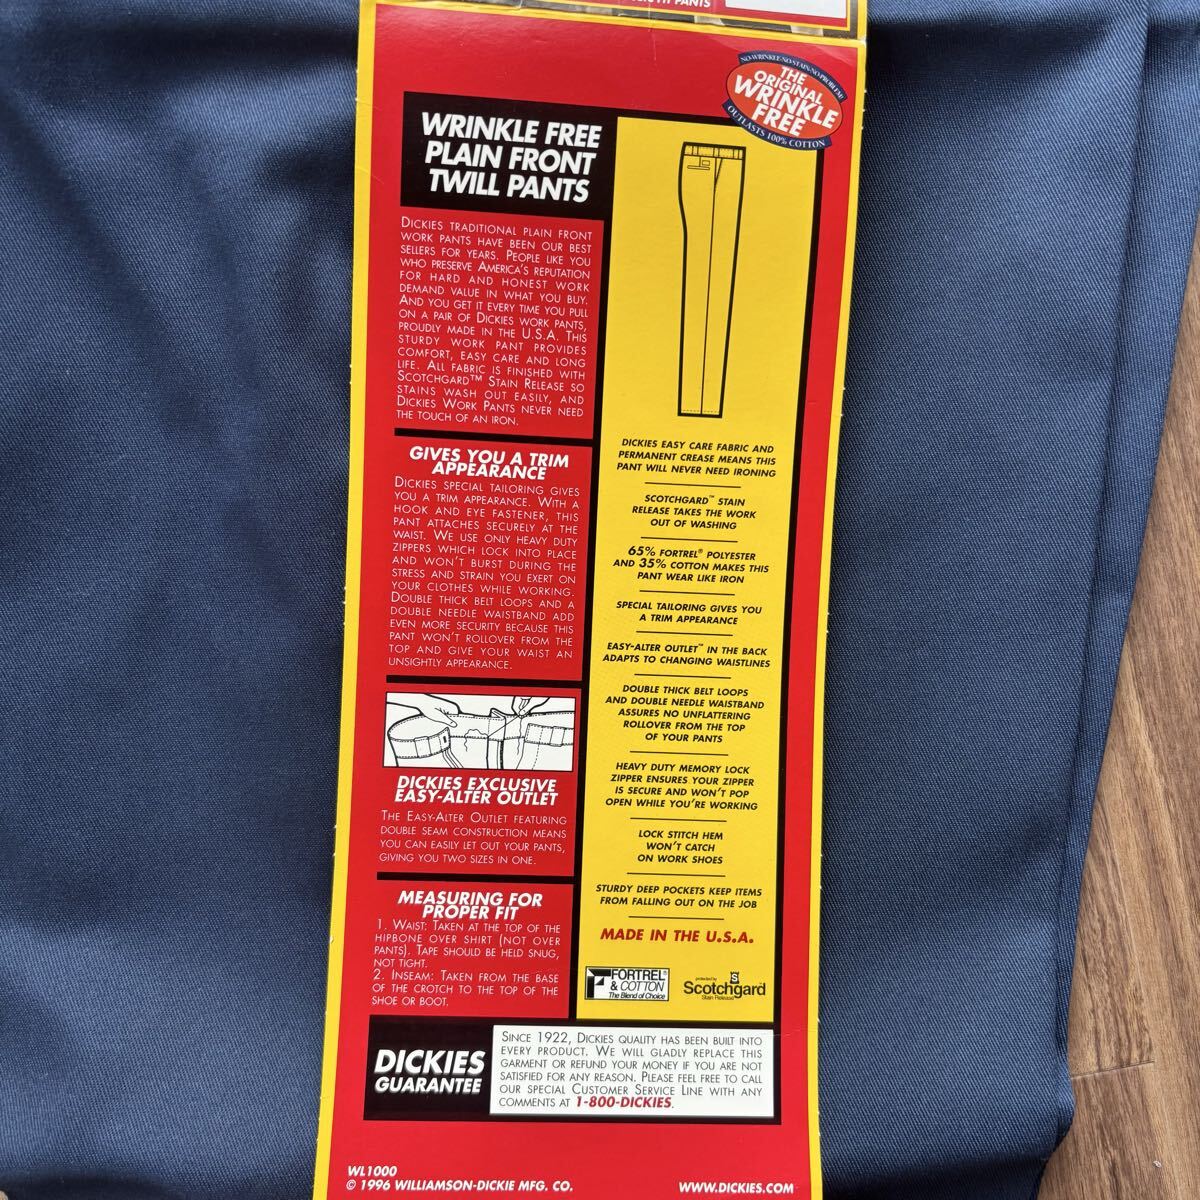 PANTS
NO-WRINKLE-NO-STAIN-NO-PROBLEM!
THE
ORIGINAL
WRINKLE
FREE
OUTLASTS 100% COTTON
WRINKLE FREE
PLAIN FRONT
TWILL PANTS
DICKIES TRADITIONAL PLAIN FRONT
WORK PANTS HAVE BEEN OUR BEST
SELLERS FOR YEARS. PEOPLE LIKE YOU
WHO PRESERVE AMERICA'S REPUTATION
FOR HARD AND HONEST WORK
DEMAND VALUE IN WHAT YOU BUY.
AND YOU GET IT EVERY TIME YOU PULL
ON A PAIR OF DICKIES WORK PANTS,
PROUDLY MADE IN THE U.S.A. THIS
STURDY WORK PANT PROVIDES
COMFORT, EASY CARE AND LONG
LIFE. ALL FABRIC IS FINISHED WITH
SCOTCHGARD™ STAIN RELEASE SO
STAINS WASH OUT EASILY, AND
DICKIES WORK PANTS NEVER NEED
THE TOUCH OF AN IRON.
GIVES YOU A TRIM
APPEARANCE
DICKIES SPECIAL TAILORING GIVES
YOU A TRIM APPEARANCE. WITH A
HOOK AND EYE FASTENER, THIS
PANT ATTACHES SECURELY AT THE
WAIST. WE USE ONLY HEAVY DUTY
ZIPPERS WHICH LOCK INTO PLACE
AND WON'T BURST DURING THE
STRESS AND STRAIN YOU EXERT ON
YOUR CLOTHES WHILE WORKING.
DOUBLE THICK BELT LOOPS AND A
DOUBLE NEEDLE WAISTBAND ADD
EVEN MORE SECURITY BECAUSE THIS
PANT WON'T ROLLOVER FROM THE
TOP AND GIVE YOUR WAIST AN
UNSIGHTLY APPEARANCE.
DICKIES EXCLUSIVE
EASY-ALTER OUTLET
THE EASY-ALTER OUTLET FEATURING
DOUBLE SEAM CONSTRUCTION MEANS
YOU CAN EASILY LET OUT YOUR PANTS,
GIVING YOU TWO SIZES IN ONE.
MEASURING FOR
PROPER FIT
1. WAIST: TAKEN AT THE TOP OF THE
HIPBONE OVER SHIRT (NOT OVER
PANTS). TAPE SHOULD BE HELD SNUG,
NOT TIGHT.
2. INSEAM: TAKEN FROM THE BASE
OF THE CROTCH TO THE TOP OF THE
SHOE OR BOOT.
DICKIES EASY CARE FABRIC AND
PERMANENT CREASE MEANS THIS
PANT WILL NEVER NEED IRONING
SCOTCHGARD™ STAIN
RELEASE TAKES THE WORK
OUT OF WASHING
65% FORTREL® POLYESTER
AND 35% COTTON MAKES THIS
PANT WEAR LIKE IRON
SPECIAL TAILORING GIVES YOU
A TRIM APPEARANCE
EASY-ALTER OUTLET™ IN THE BACK
ADAPTS TO CHANGING WAISTLINES
DOUBLE THICK BELT LOOPS
AND DOUBLE NEEDLE WAISTBAND
ASSURES NO UNFLATTERING
ROLLOVER FROM THE TOP
OF YOUR PANTS
HEAVY DUTY MEMORY LOCK
ZIPPER ENSURES YOUR ZIPPER
IS SECURE AND WON'T POP
OPEN WHILE YOU'RE WORKING
LOCK STITCH HEM
WON'T CATCH
ON WORK SHOES
STURDY DEEP POCKETS KEEP ITEMS
FROM FALLING OUT ON THE JOB
MADE IN THE U.S.A.
FORTREL®
& COTTON
The Blend of Choice
protected by
Scotchgard
Stain Release
DICKIES
GUARANTEE
SINCE 1922, DICKIES QUALITY HAS BEEN BUILT INTO
EVERY PRODUCT. WE WILL GLADLY REPLACE THIS
GARMENT OR REFUND YOUR MONEY IF YOU ARE NOT
SATISFIED FOR ANY REASON. PLEASE FEEL FREE TO CALL
OUR SPECIAL CUSTOMER SERVICE LINE WITH ANY
COMMENTS AT 1-800-DICKIES.
WL1000
© 1996 WILLIAMSON-DICKIE MFG. CO.
WWW.DICKIES.COM